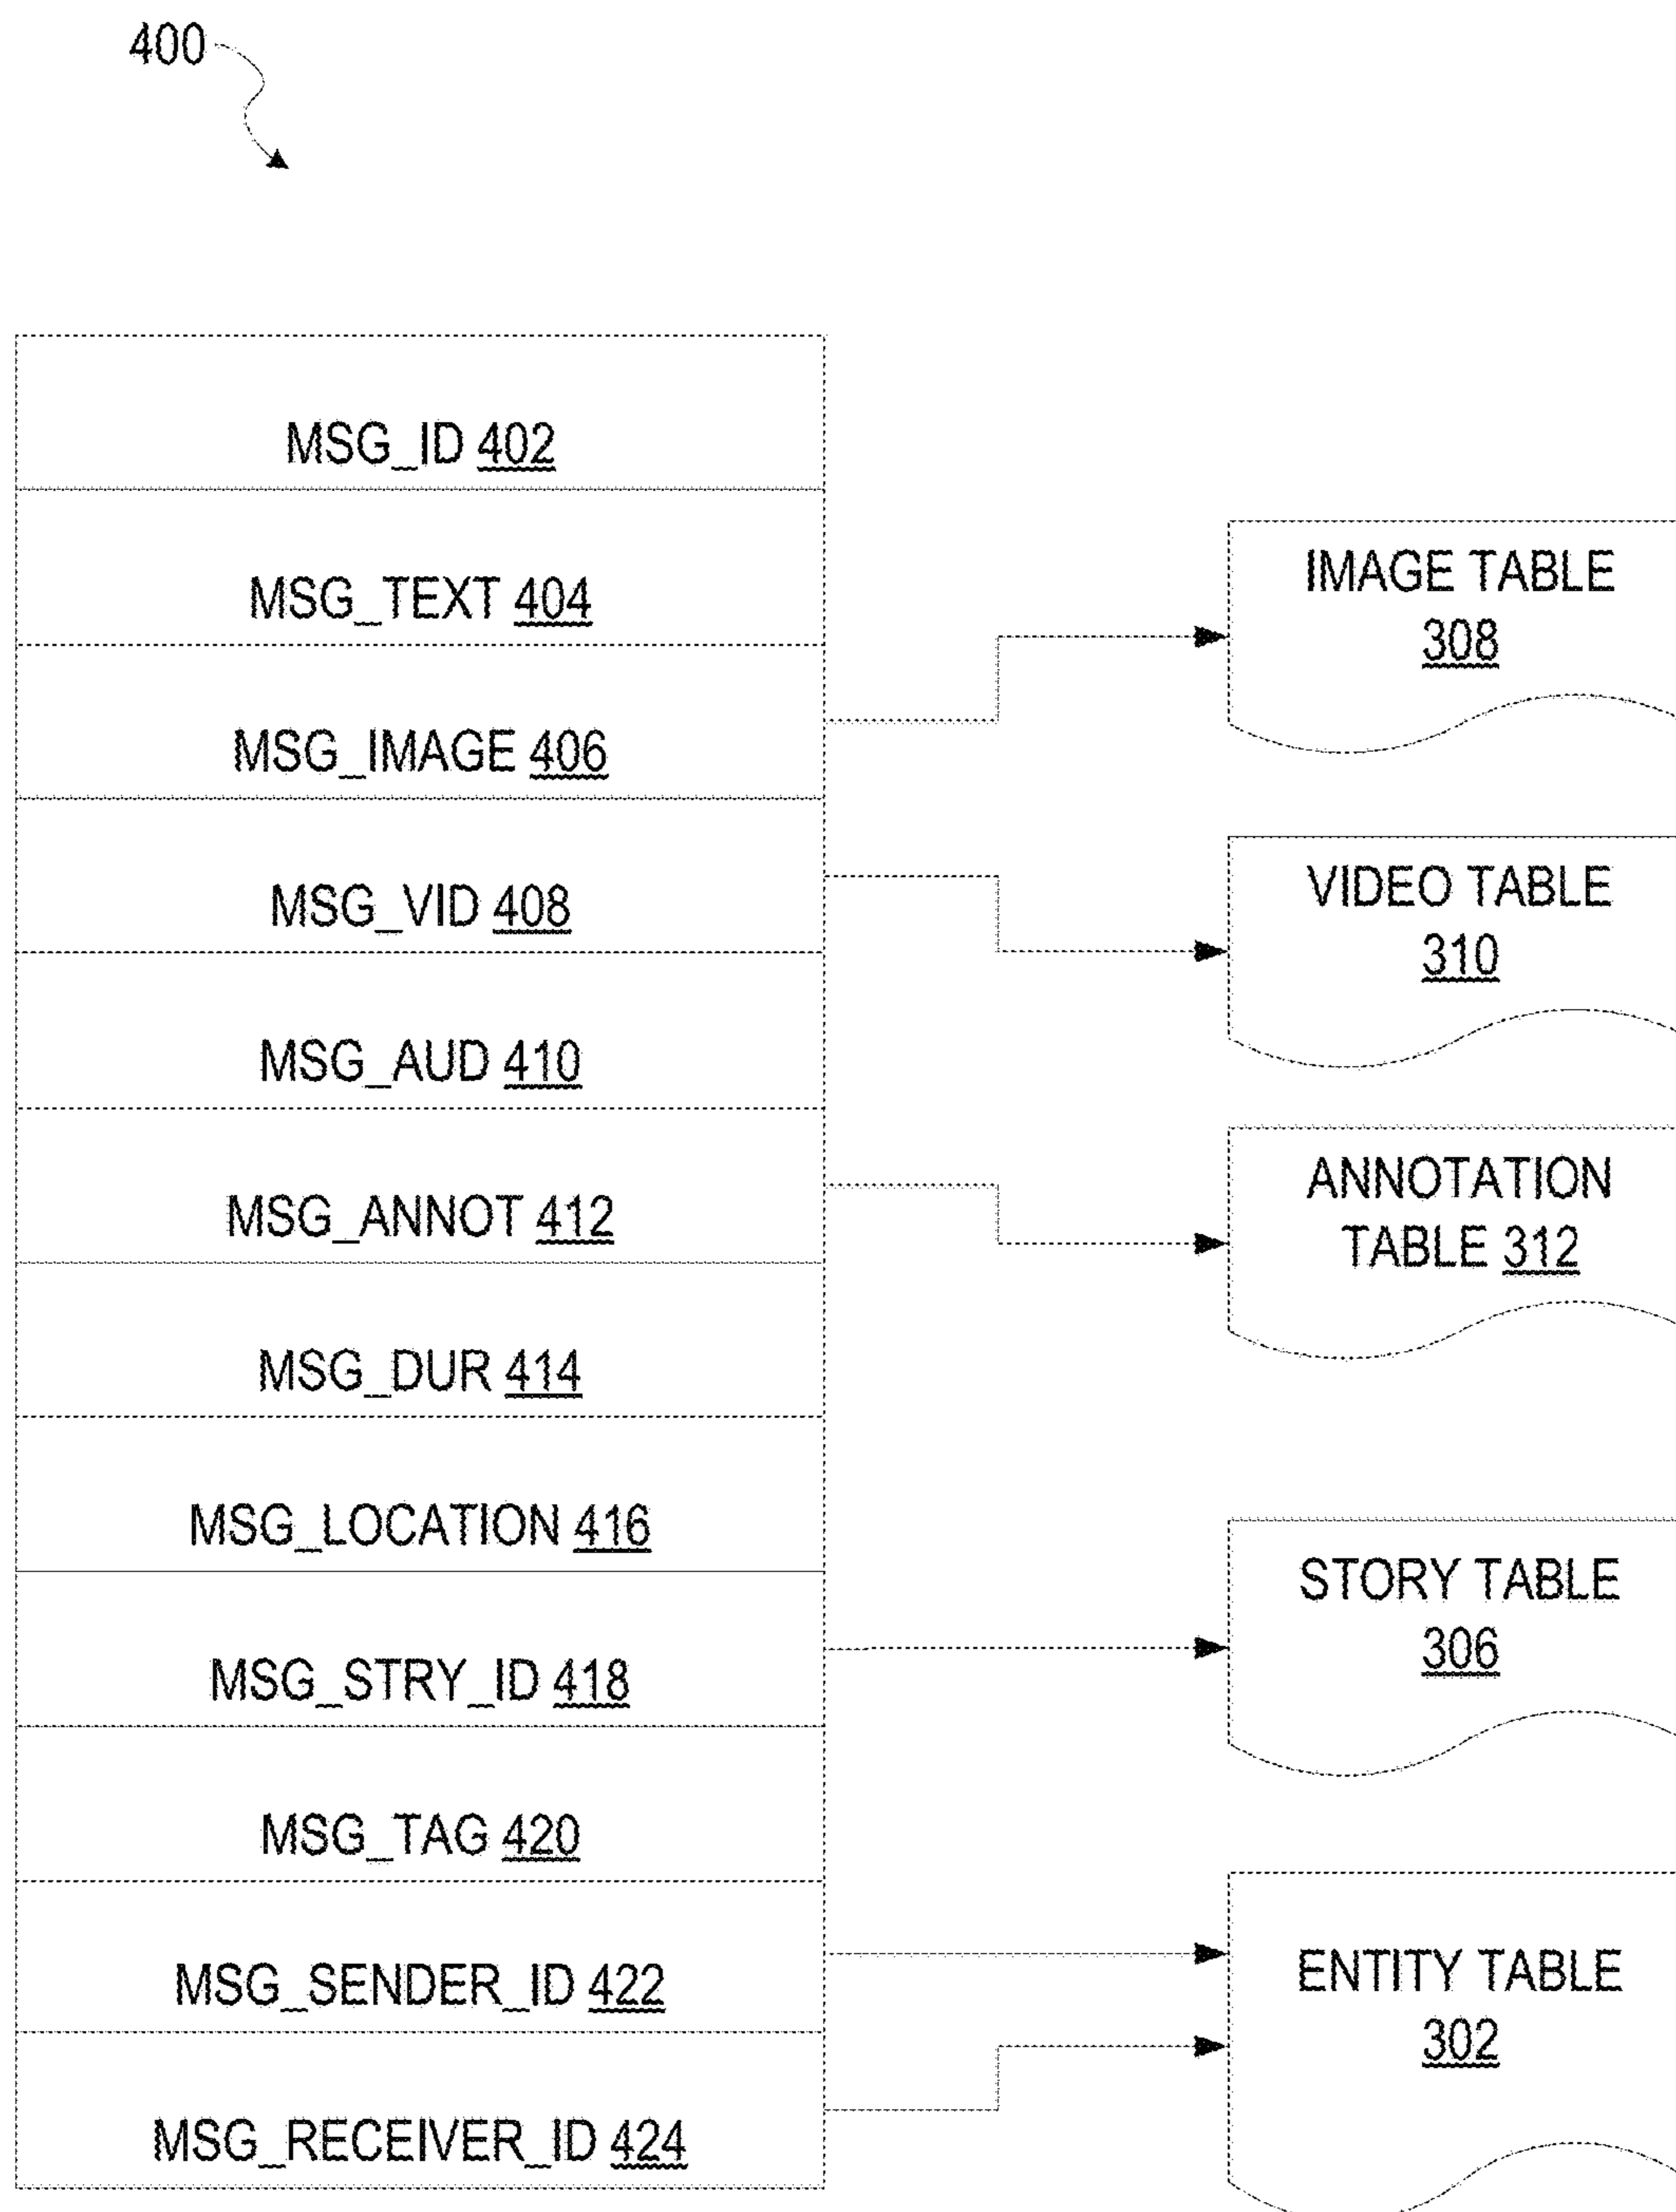 400
MSG_ID 402
MSG_TEXT 404
MSG_IMAGE 406
MSG_VID 408
MSG_AUD 410
MSG_ANNOT 412
MSG_DUR 414
MSG_LOCATION 416
MSG_STRY_ID 418
MSG_TAG 420
MSG_SENDER_ID 422
MSG_RECEIVER_ID 424
IMAGE TABLE
308
VIDEO TABLE
310
ANNOTATION
TABLE 312
STORY TABLE
306
ENTITY TABLE
302